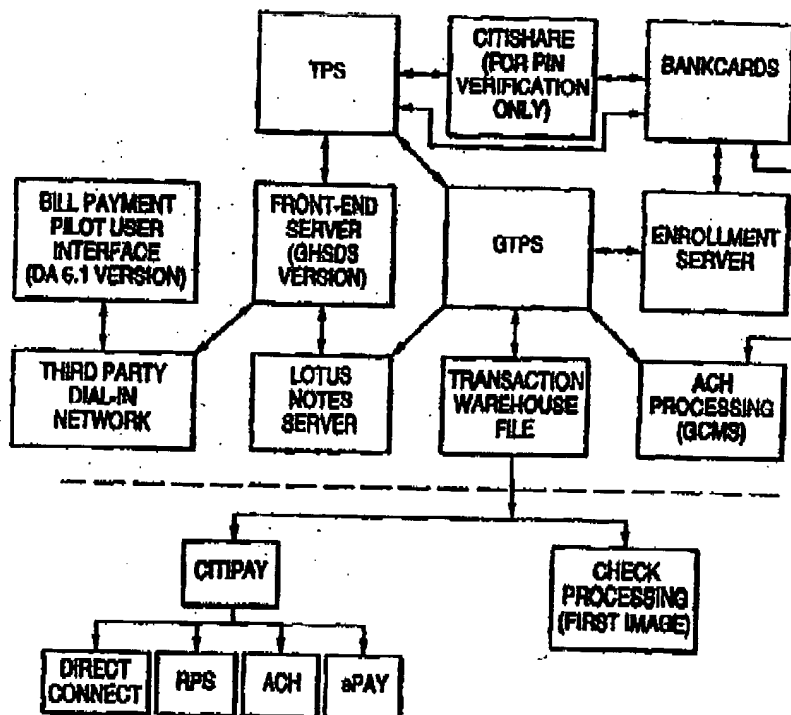 TPS
CITISHARE
(FOR PIN
VERIFICATION
ONLY)
BANKCARDS
BILL PAYMENT
PILOT USER
INTERFACE
(DA 6.1 VERSION)
FRONT-END
SERVER
(GHSDS
VERSION)
GTPS
ENROLLMENT
SERVER
THIRD PARTY
DIAL-IN
NETWORK
LOTUS
NOTES
SERVER
TRANSACTION
WAREHOUSE
FILE
ACH
PROCESSING
(GCMS)
CITIPAY
CHECK
PROCESSING
(FIRST IMAGE)
DIRECT
CONNECT
RPS
ACH
ePAY